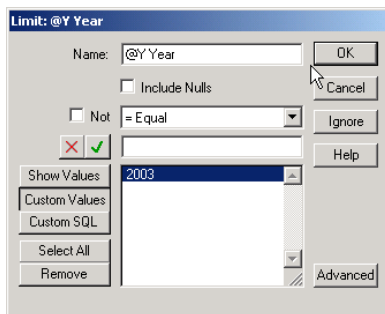 Limit: @Y Year
Name: @Y Year OK
Include Nulls Cancel
Not = Equal Ignore
Help
Show Values 2003
Custom Values
Custom SQL
Select All
Remove Advanced